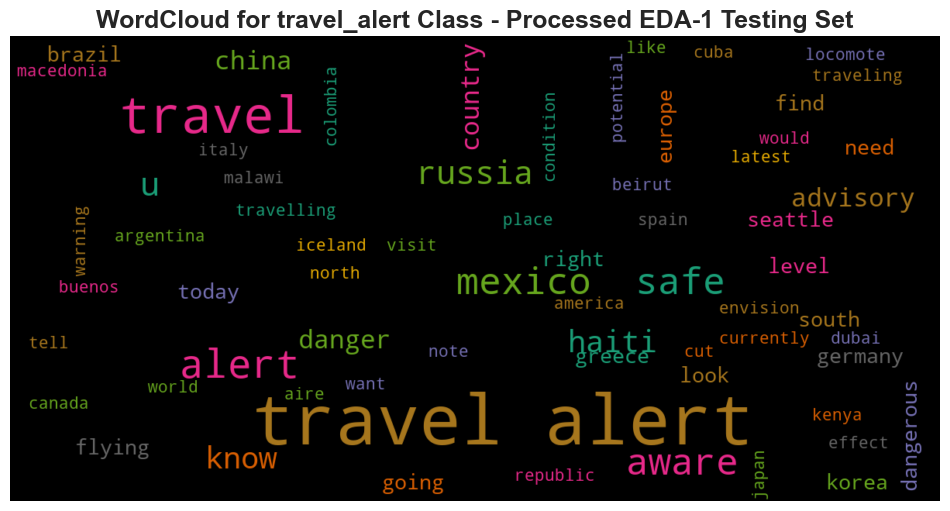 WordCloud for travel_alert Class - Processed EDA-1 Testing Set
brazil
china
country
like
cuba
locomote
macedonia
colombia
potential
traveling
travel
condition
europe
find
italy
would
need
latest
russia
malawi
u
beirut
advisory
travelling
place
spain
seattle
warning
argentina
iceland
visit
right
level
north
buenos
today
mexico
safe
america
envision
south
tell
danger
haiti
greece
currently
dubai
note
cut
germany
alert
look
world
want
aire
canada
travel alert
kenya
dangerous
flying
effect
know
aware
republic
japan
going
korea